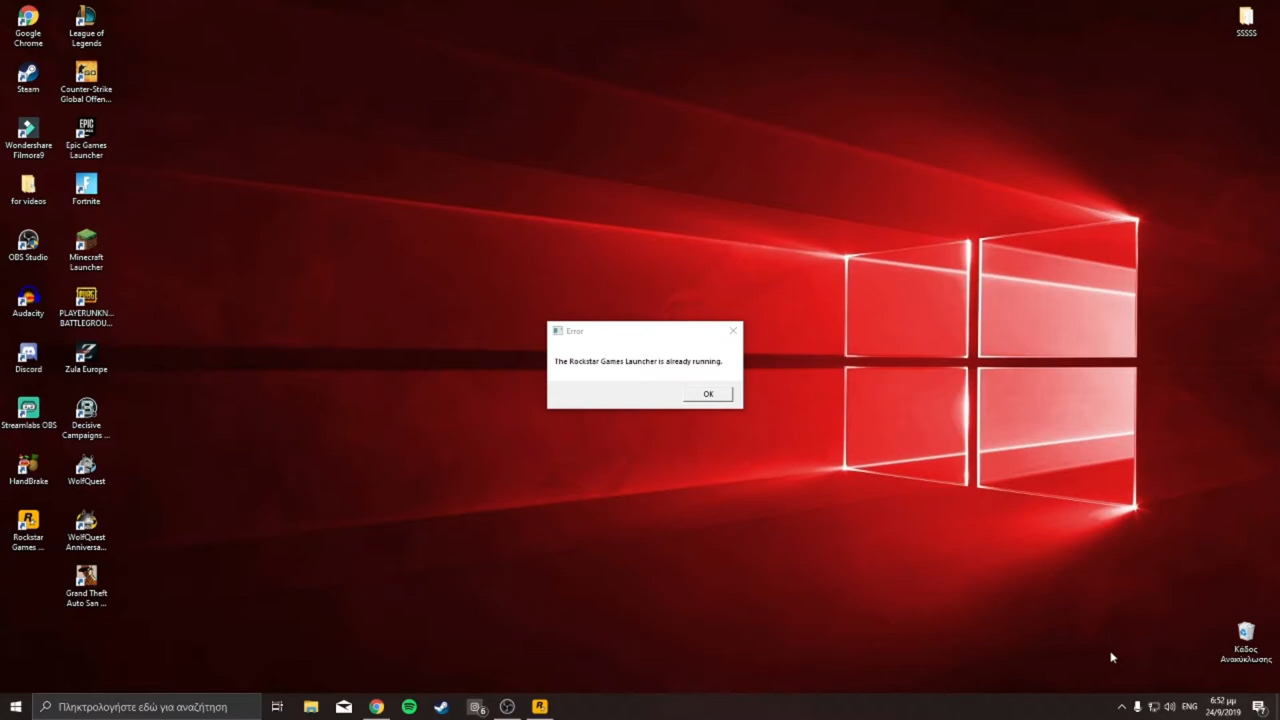 Google
Chrome
League of
Legends
SSSSS
Steam
Counter-Strike
Global Offen...
Wondershare
Filmora9
EPIC
Epic Games
Launcher
for videos
Fortnite
OBS Studio
Minecraft
Launcher
Audacity
PLAYERUNKN...
BATTLEGROU...
Discord
Zula Europe
Error
The Rockstar Games Launcher is already running.
OK
Streamlabs OBS
Decisive
Campaigns ...
HandBrake
WolfQuest
Rockstar
Games ...
WolfQuest
Anniversa...
Grand Theft
Auto San ...
Κάδος
Ανακύκλωσης
Πληκτρολογήστε εδώ για αναζήτηση
6
ENG
6:52 μμ
24/9/2019
7